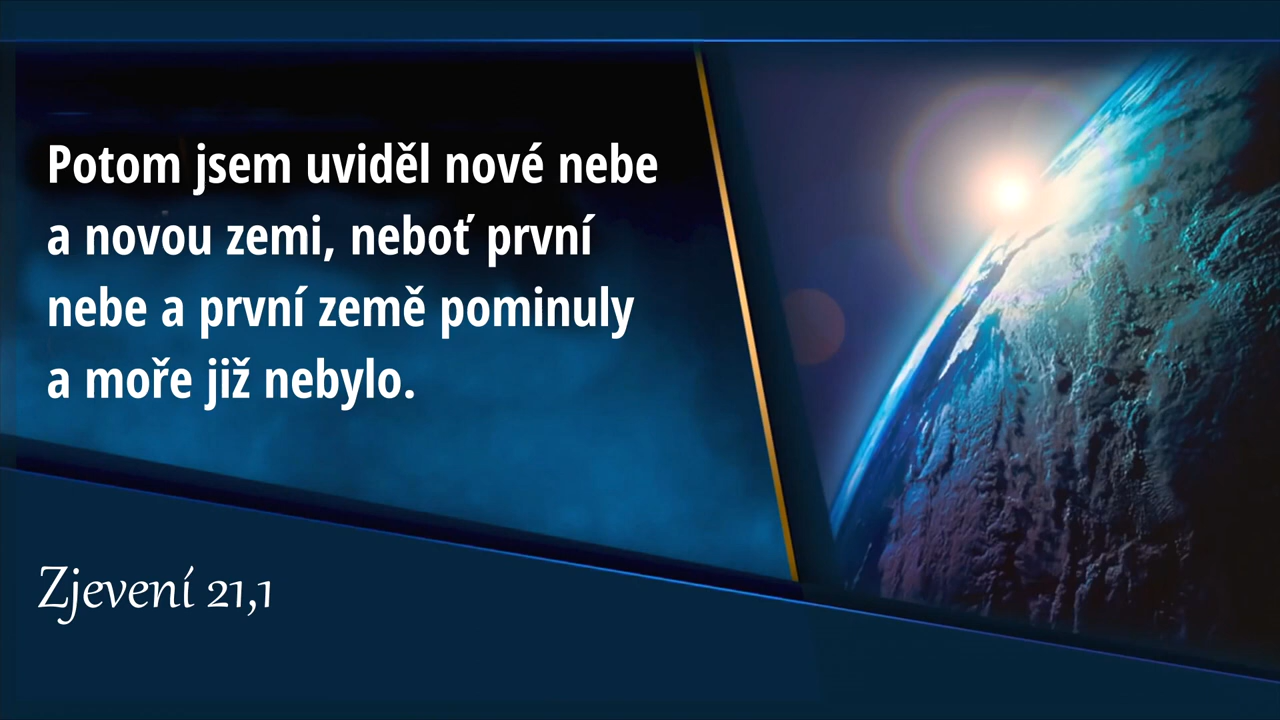 Potom jsem uviděl nové nebe
a novou zemi, neboť první
nebe a první země pominuly
a moře již nebylo.
Zjevení 21,1